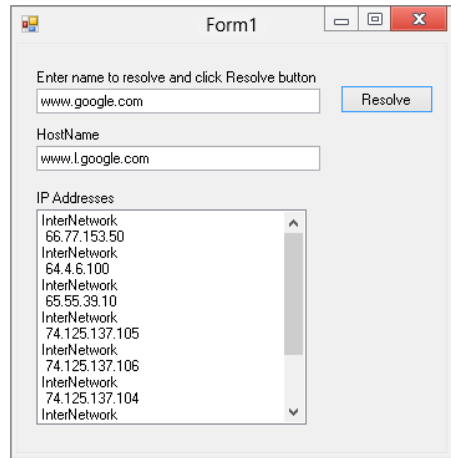 Form1
Enter name to resolve and click Resolve button
www.google.com
Resolve
HostName
www.l.google.com
IP Addresses
InterNetwork
66.77.153.50
InterNetwork
64.4.6.100
InterNetwork
65.55.39.10
InterNetwork
74.125.137.105
InterNetwork
74.125.137.106
InterNetwork
74.125.137.104
InterNetwork